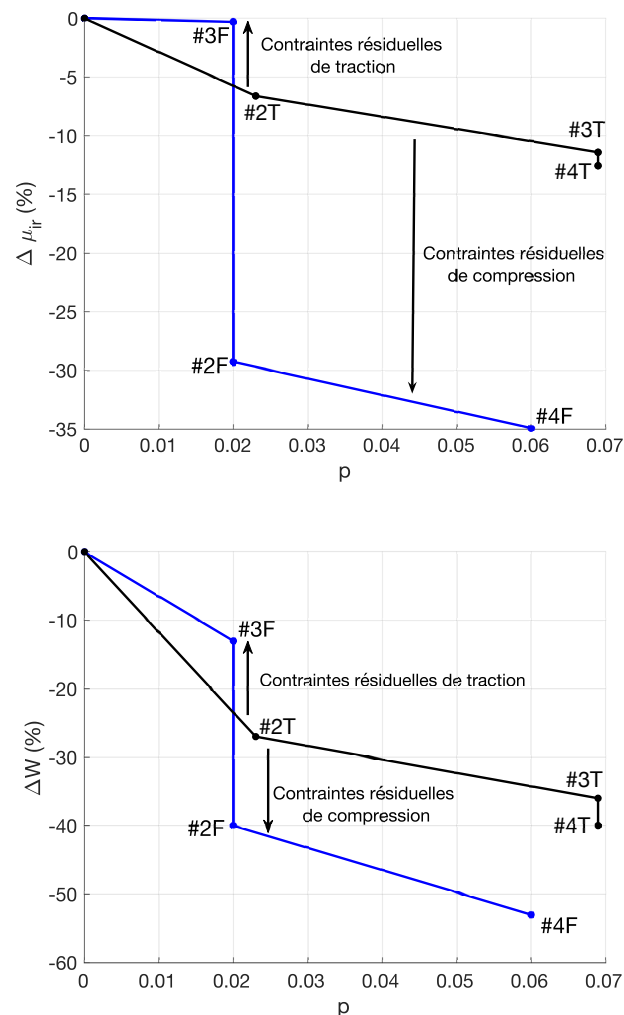 0
-5
-10
-15
-20
-25
-30
-35
Δ μir (%)
#3F
Contraintes résiduelles
de traction
#2T
#3T
#4T
Contraintes résiduelles
de compression
#2F
#4F
0 0.01 0.02 0.03 0.04 0.05 0.06 0.07
p
0
-10
-20
-30
-40
-50
-60
ΔW (%)
#3F
Contraintes résiduelles de traction
#2T
#3T
Contraintes résiduelles
de compression
#2F
#4T
#4F
0 0.01 0.02 0.03 0.04 0.05 0.06 0.07
p